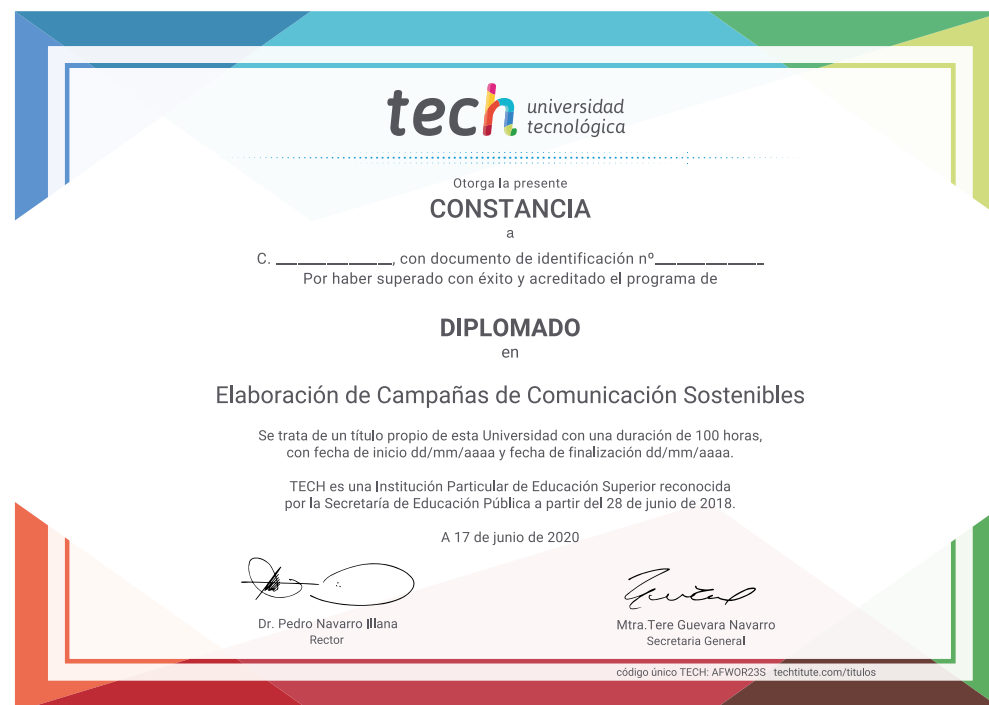 tech universidad
tecnológica
Otorga la presente
CONSTANCIA
a
C. ______________, con documento de identificación nº_____________
Por haber superado con éxito y acreditado el programa de
DIPLOMADO
en
Elaboración de Campañas de Comunicación Sostenibles
Se trata de un título propio de esta Universidad con una duración de 100 horas,
con fecha de inicio dd/mm/aaaa y fecha de finalización dd/mm/aaaa.
TECH es una Institución Particular de Educación Superior reconocida
por la Secretaría de Educación Pública a partir del 28 de junio de 2018.
A 17 de junio de 2020
Dr. Pedro Navarro Illana
Rector
Mtra.Tere Guevara Navarro
Secretaria General
código único TECH: AFWOR23S techtitute.com/titulos